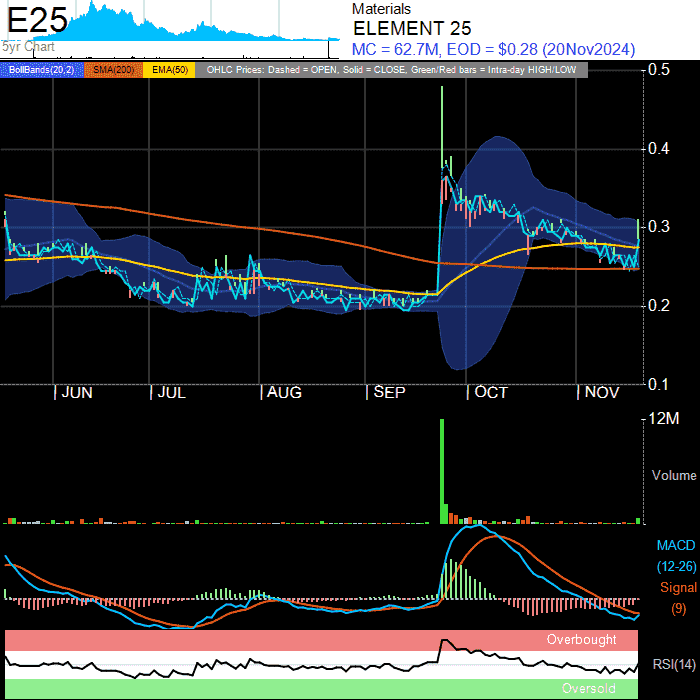 E25
5yr Chart
Materials
ELEMENT 25
MC = 62.7M, EOD = $0.28 (20Nov2024)
BollBands(20,2) SMA(200) EMA(50) OHLC Prices: Dashed = OPEN, Solid = CLOSE, Green/Red bars = Intra-day HIGH/LOW
0.5
0.4
0.3
0.2
0.1
JUN JUL AUG SEP OCT NOV
12M
Volume
MACD
(12-26)
Signal
(9)
Overbought
RSI(14)
Oversold